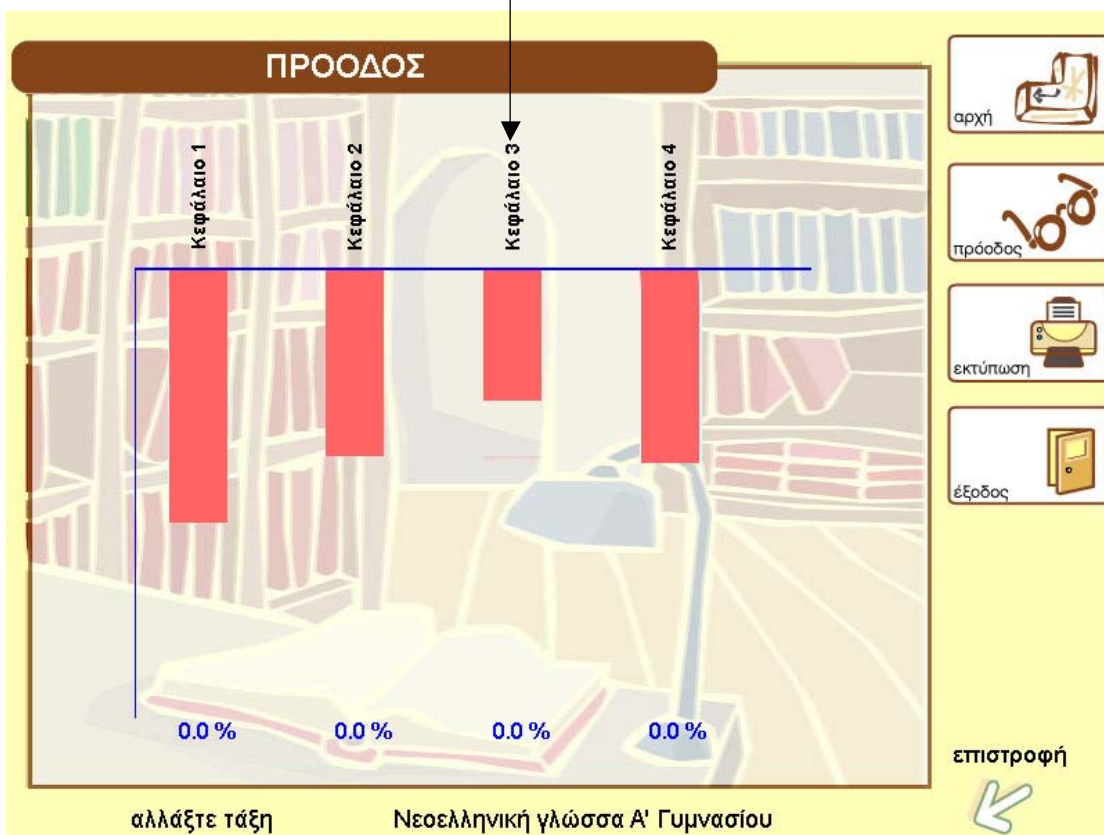 ΠΡΟΟΔΟΣ
Κεφάλαιο 1
Κεφάλαιο 2
Κεφάλαιο 3
Κεφάλαιο 4
0.0 %
0.0 %
0.0 %
0.0 %
αρχή
πρόοδος
εκτύπωση
έξοδος
επιστροφή
αλλάξτε τάξη
Νεοελληνική γλώσσα Α' Γυμνασίου